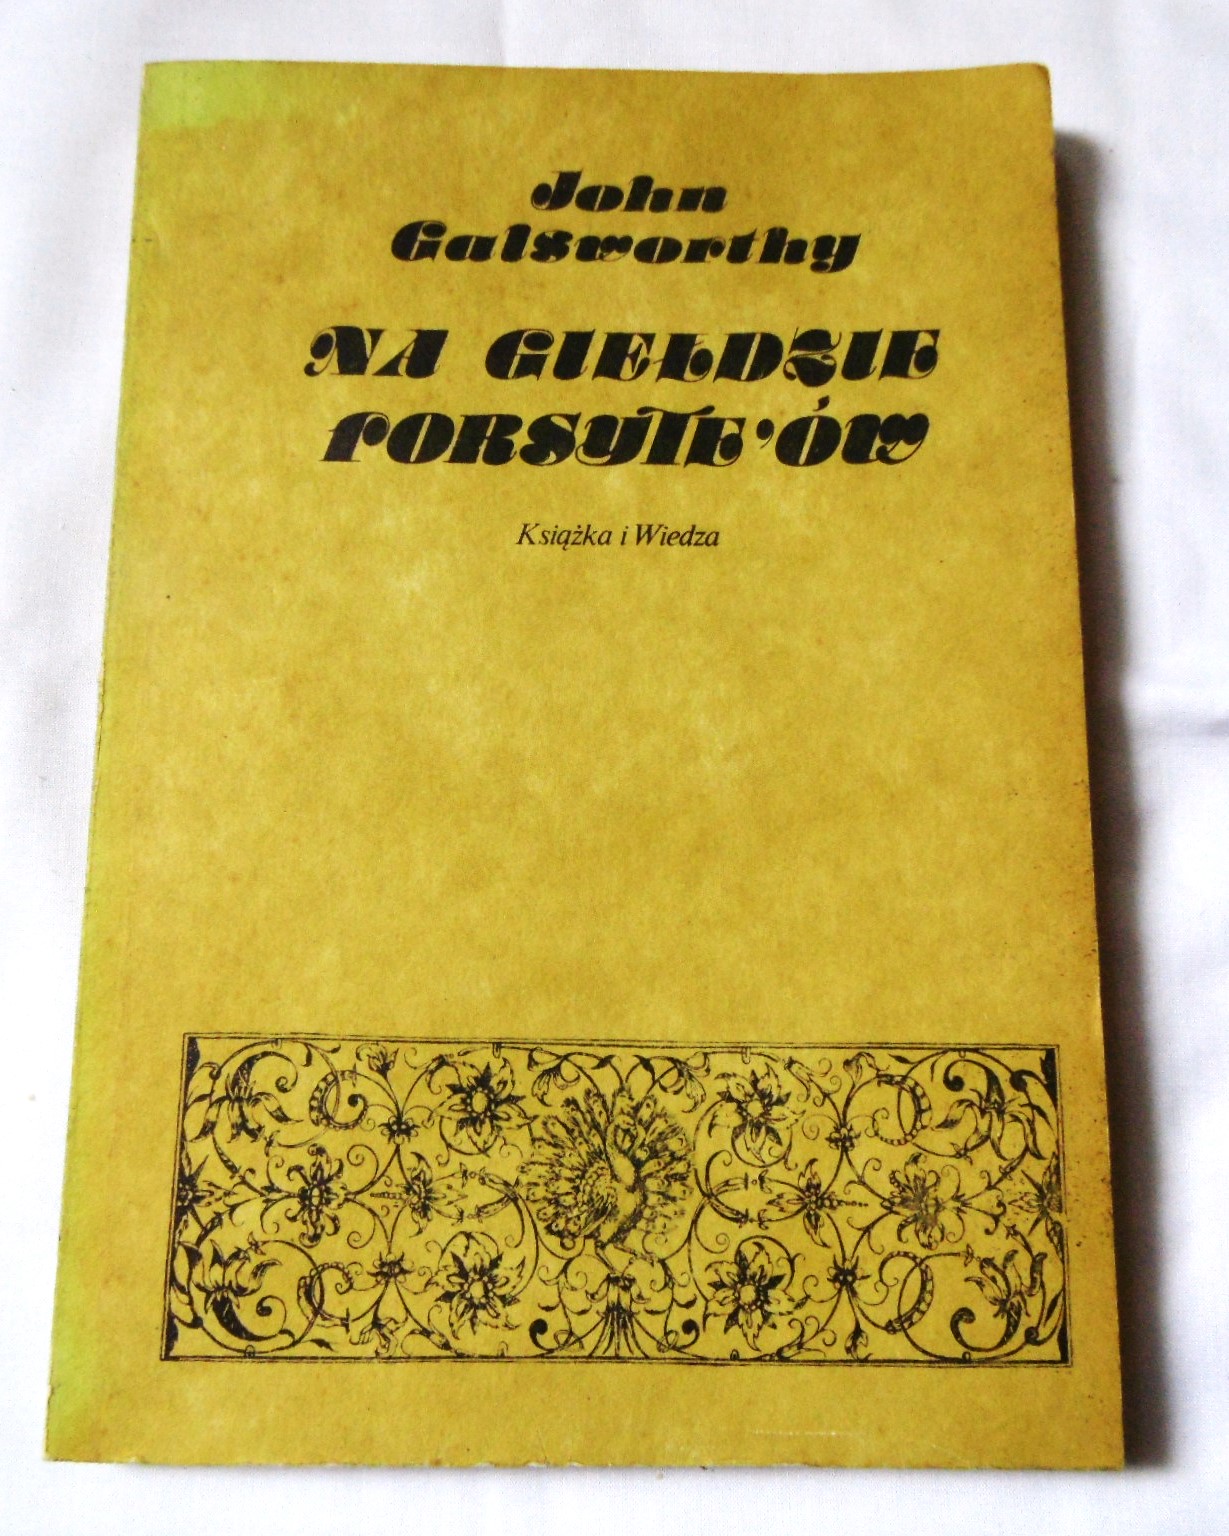 John
Galsworthy
NA GIEŁDZIE
FORSYTE'ÓW
Książka i Wiedza